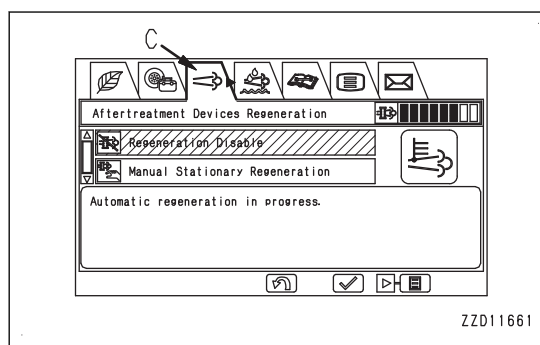 C
Aftertreatment Devices Regeneration
Regeneration Disable
Manual Stationary Regeneration
Automatic regeneration in progress.
ZZD11661